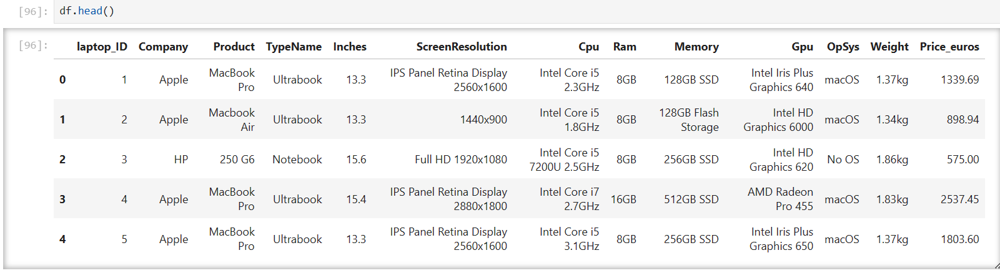 [96]: df.head()
[96]: laptop_ID Company Product TypeName Inches ScreenResolution Cpu Ram Memory Gpu OpSys Weight Price_euros
0 1 Apple MacBook Pro Ultrabook 13.3 IPS Panel Retina Display 2560x1600 Intel Core i5 2.3GHz 8GB 128GB SSD Intel Iris Plus Graphics 640 macOS 1.37kg 1339.69
1 2 Apple Macbook Air Ultrabook 13.3 1440x900 Intel Core i5 1.8GHz 8GB 128GB Flash Storage Intel HD Graphics 6000 macOS 1.34kg 898.94
2 3 HP 250 G6 Notebook 15.6 Full HD 1920x1080 Intel Core i5 7200U 2.5GHz 8GB 256GB SSD Intel HD Graphics 620 No OS 1.86kg 575.00
3 4 Apple MacBook Pro Ultrabook 15.4 IPS Panel Retina Display 2880x1800 Intel Core i7 2.7GHz 16GB 512GB SSD AMD Radeon Pro 455 macOS 1.83kg 2537.45
4 5 Apple MacBook Pro Ultrabook 13.3 IPS Panel Retina Display 2560x1600 Intel Core i5 3.1GHz 8GB 256GB SSD Intel Iris Plus Graphics 650 macOS 1.37kg 1803.60